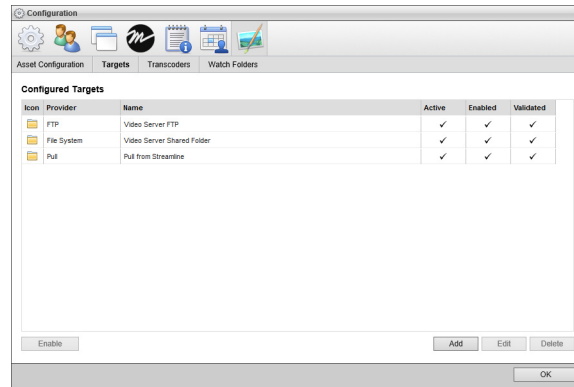 Configuration
Asset Configuration Targets Transcoders Watch Folders
Configured Targets
Icon Provider Name Active Enabled Validated
FTP Video Server FTP ✓ ✓ ✓
File System Video Server Shared Folder ✓ ✓ ✓
Pull Pull from Streamline ✓ ✓ ✓
Enable Add Edit Delete
OK